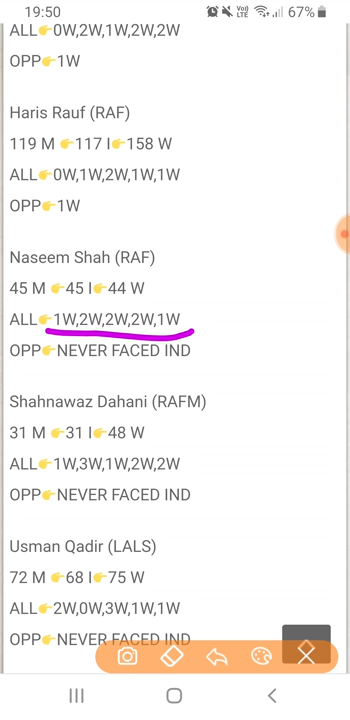 19:50 Vo)) LTE 67%
ALL👉0W,2W,1W,2W,2W
OPP👉1W
Haris Rauf (RAF)
119 M 👉117 I👉158 W
ALL👉0W,1W,2W,1W,1W
OPP👉1W
Naseem Shah (RAF)
45 M 👉45 I👉44 W
ALL👉1W,2W,2W,2W,1W
OPP👉NEVER FACED IND
Shahnawaz Dahani (RAFM)
31 M 👉31 I👉48 W
ALL👉1W,3W,1W,2W,2W
OPP👉NEVER FACED IND
Usman Qadir (LALS)
72 M 👉68 I👉75 W
ALL👉2W,0W,3W,1W,1W
OPP👉NEVER FACED IND